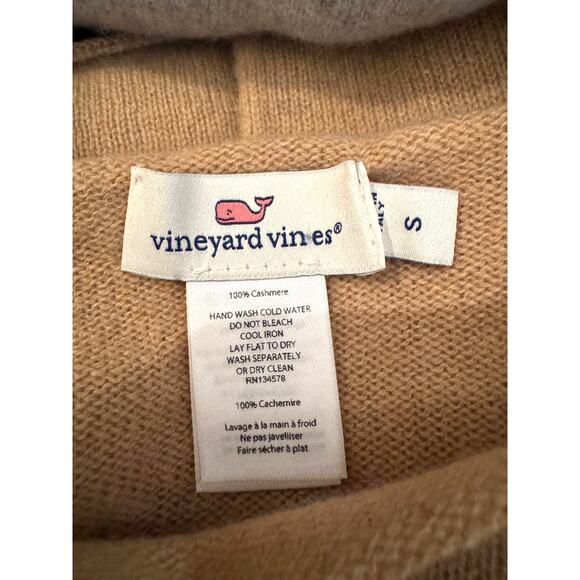 vineyard vines®
S
100% Cashmere
HAND WASH COLD WATER
DO NOT BLEACH
COOL IRON
LAY FLAT TO DRY
WASH SEPARATELY
OR DRY CLEAN
RN134578
100% Cachemire
Lavage à la main à froid
Ne pas javelliser
Faire sécher à plat